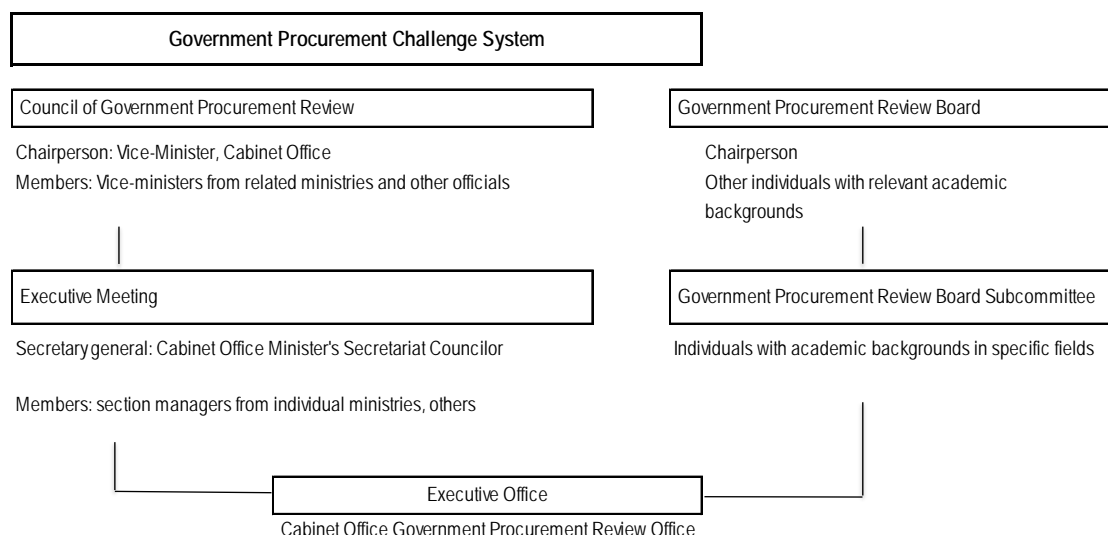 Government Procurement Challenge System
Council of Government Procurement Review
Chairperson: Vice-Minister, Cabinet Office
Members: Vice-ministers from related ministries and other officials
Government Procurement Review Board
Chairperson
Other individuals with relevant academic
backgrounds
Executive Meeting
Secretary general: Cabinet Office Minister's Secretariat Councilor
Members: section managers from individual ministries, others
Government Procurement Review Board Subcommittee
Individuals with academic backgrounds in specific fields
Executive Office
Cabinet Office Government Procurement Review Office